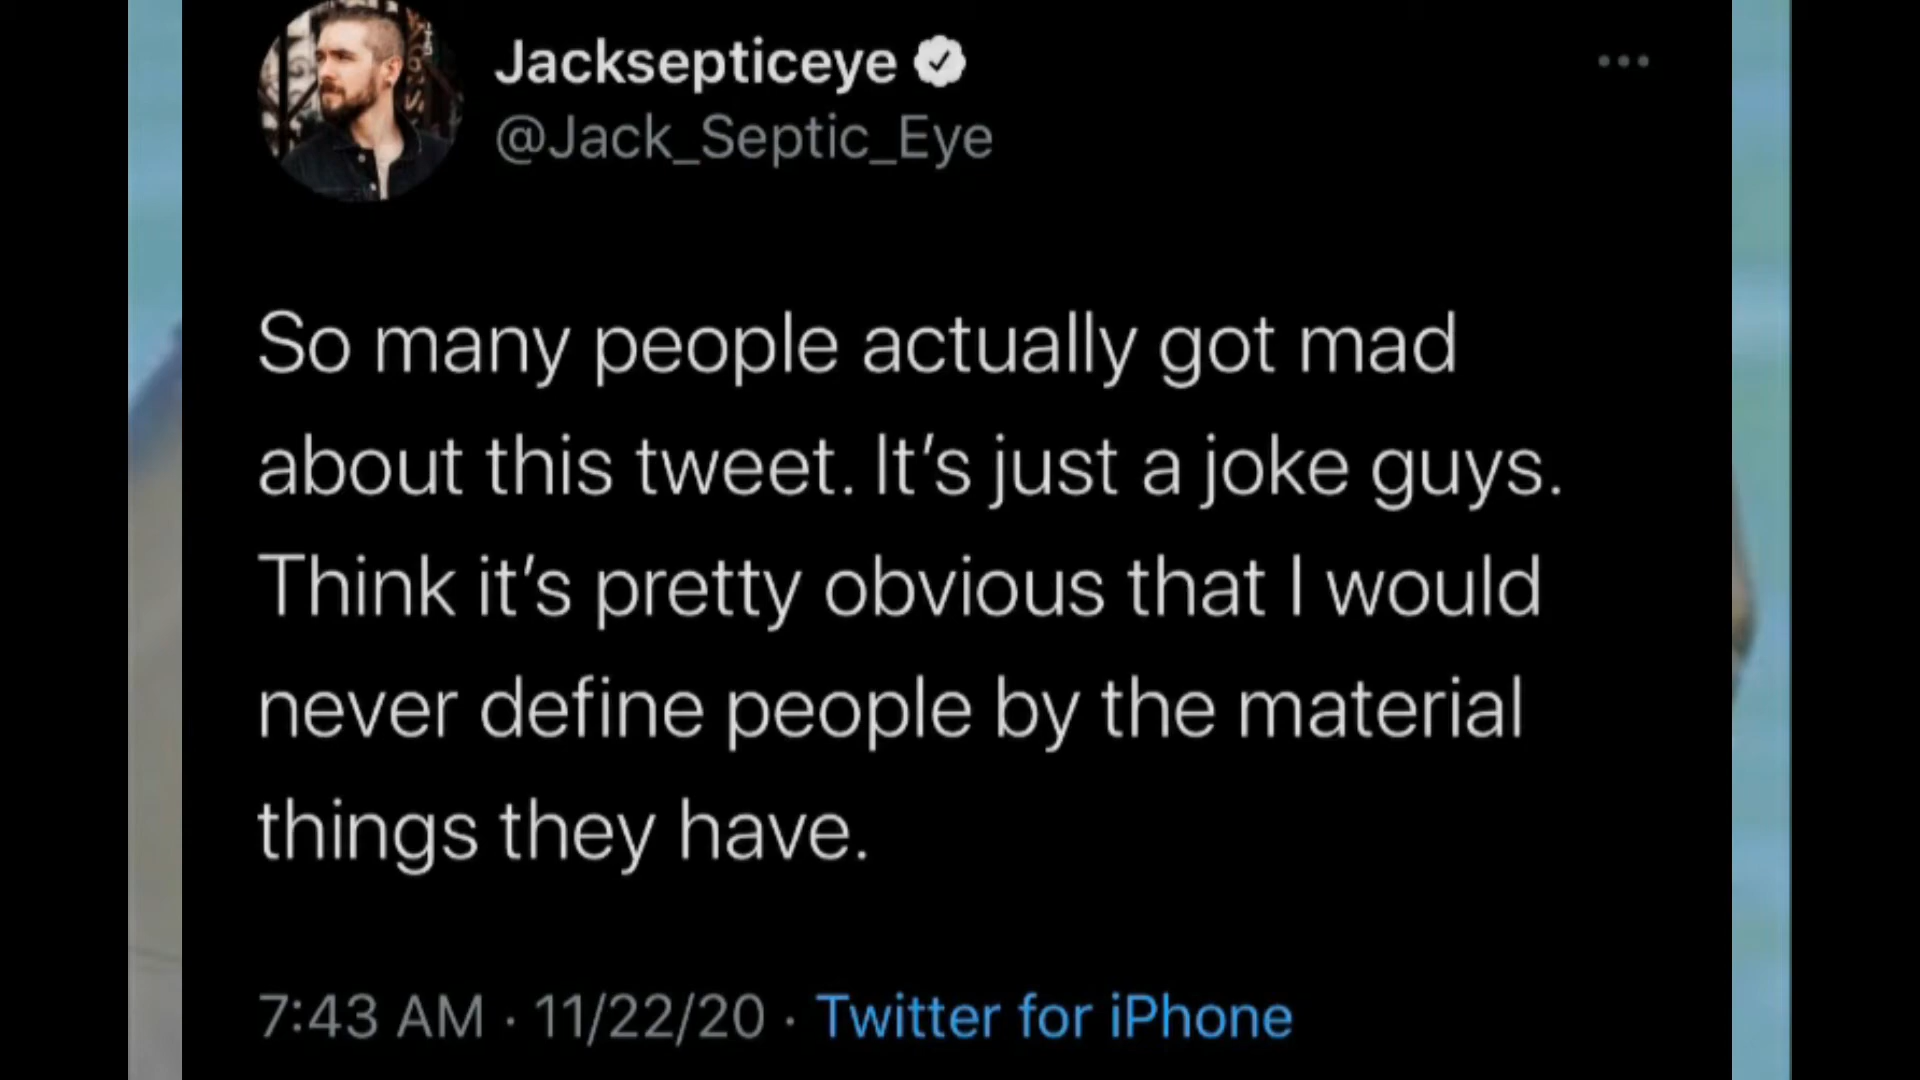 Jacksepticeye
@Jack_Septic_Eye
So many people actually got mad
about this tweet. It’s just a joke guys.
Think it’s pretty obvious that I would
never define people by the material
things they have.
7:43 AM · 11/22/20 · Twitter for iPhone